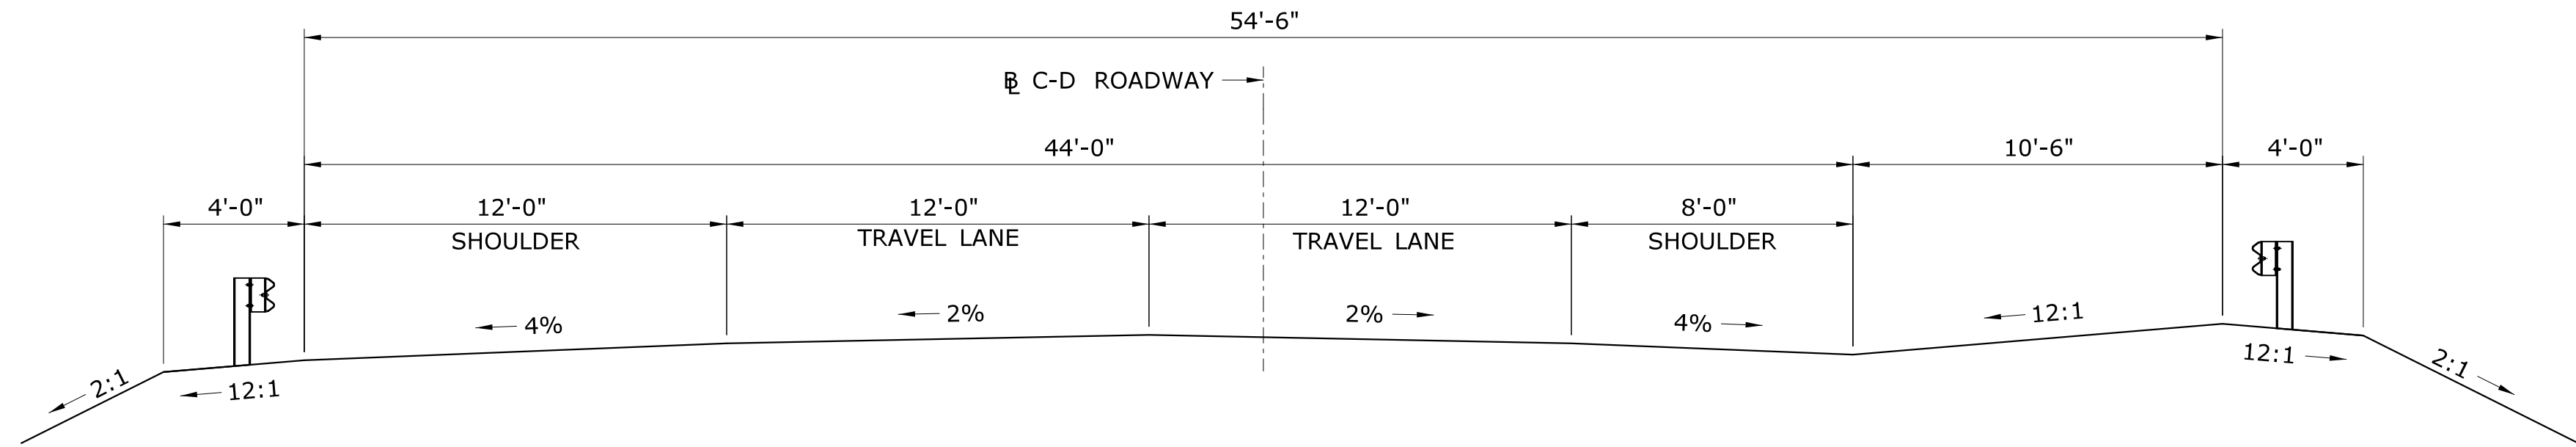 54'-6"
BL C-D ROADWAY
44'-0" 10'-6" 4'-0"
4'-0" 12'-0" 12'-0" 12'-0" 8'-0"
SHOULDER TRAVEL LANE TRAVEL LANE SHOULDER
4% 2% 2% 4% 12:1
2:1 12:1 12:1 2:1